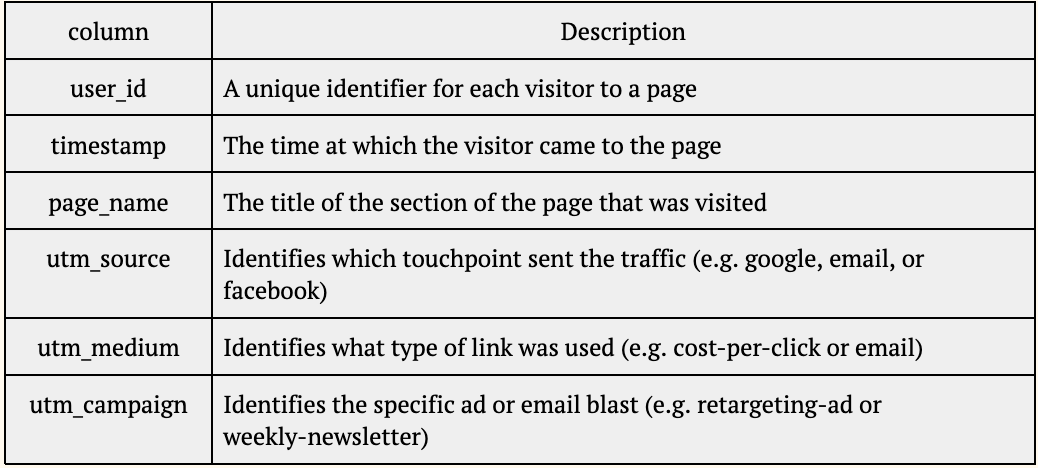 column Description
user_id A unique identifier for each visitor to a page
timestamp The time at which the visitor came to the page
page_name The title of the section of the page that was visited
utm_source Identifies which touchpoint sent the traffic (e.g. google, email, or
facebook)
utm_medium Identifies what type of link was used (e.g. cost-per-click or email)
utm_campaign Identifies the specific ad or email blast (e.g. retargeting-ad or
weekly-newsletter)